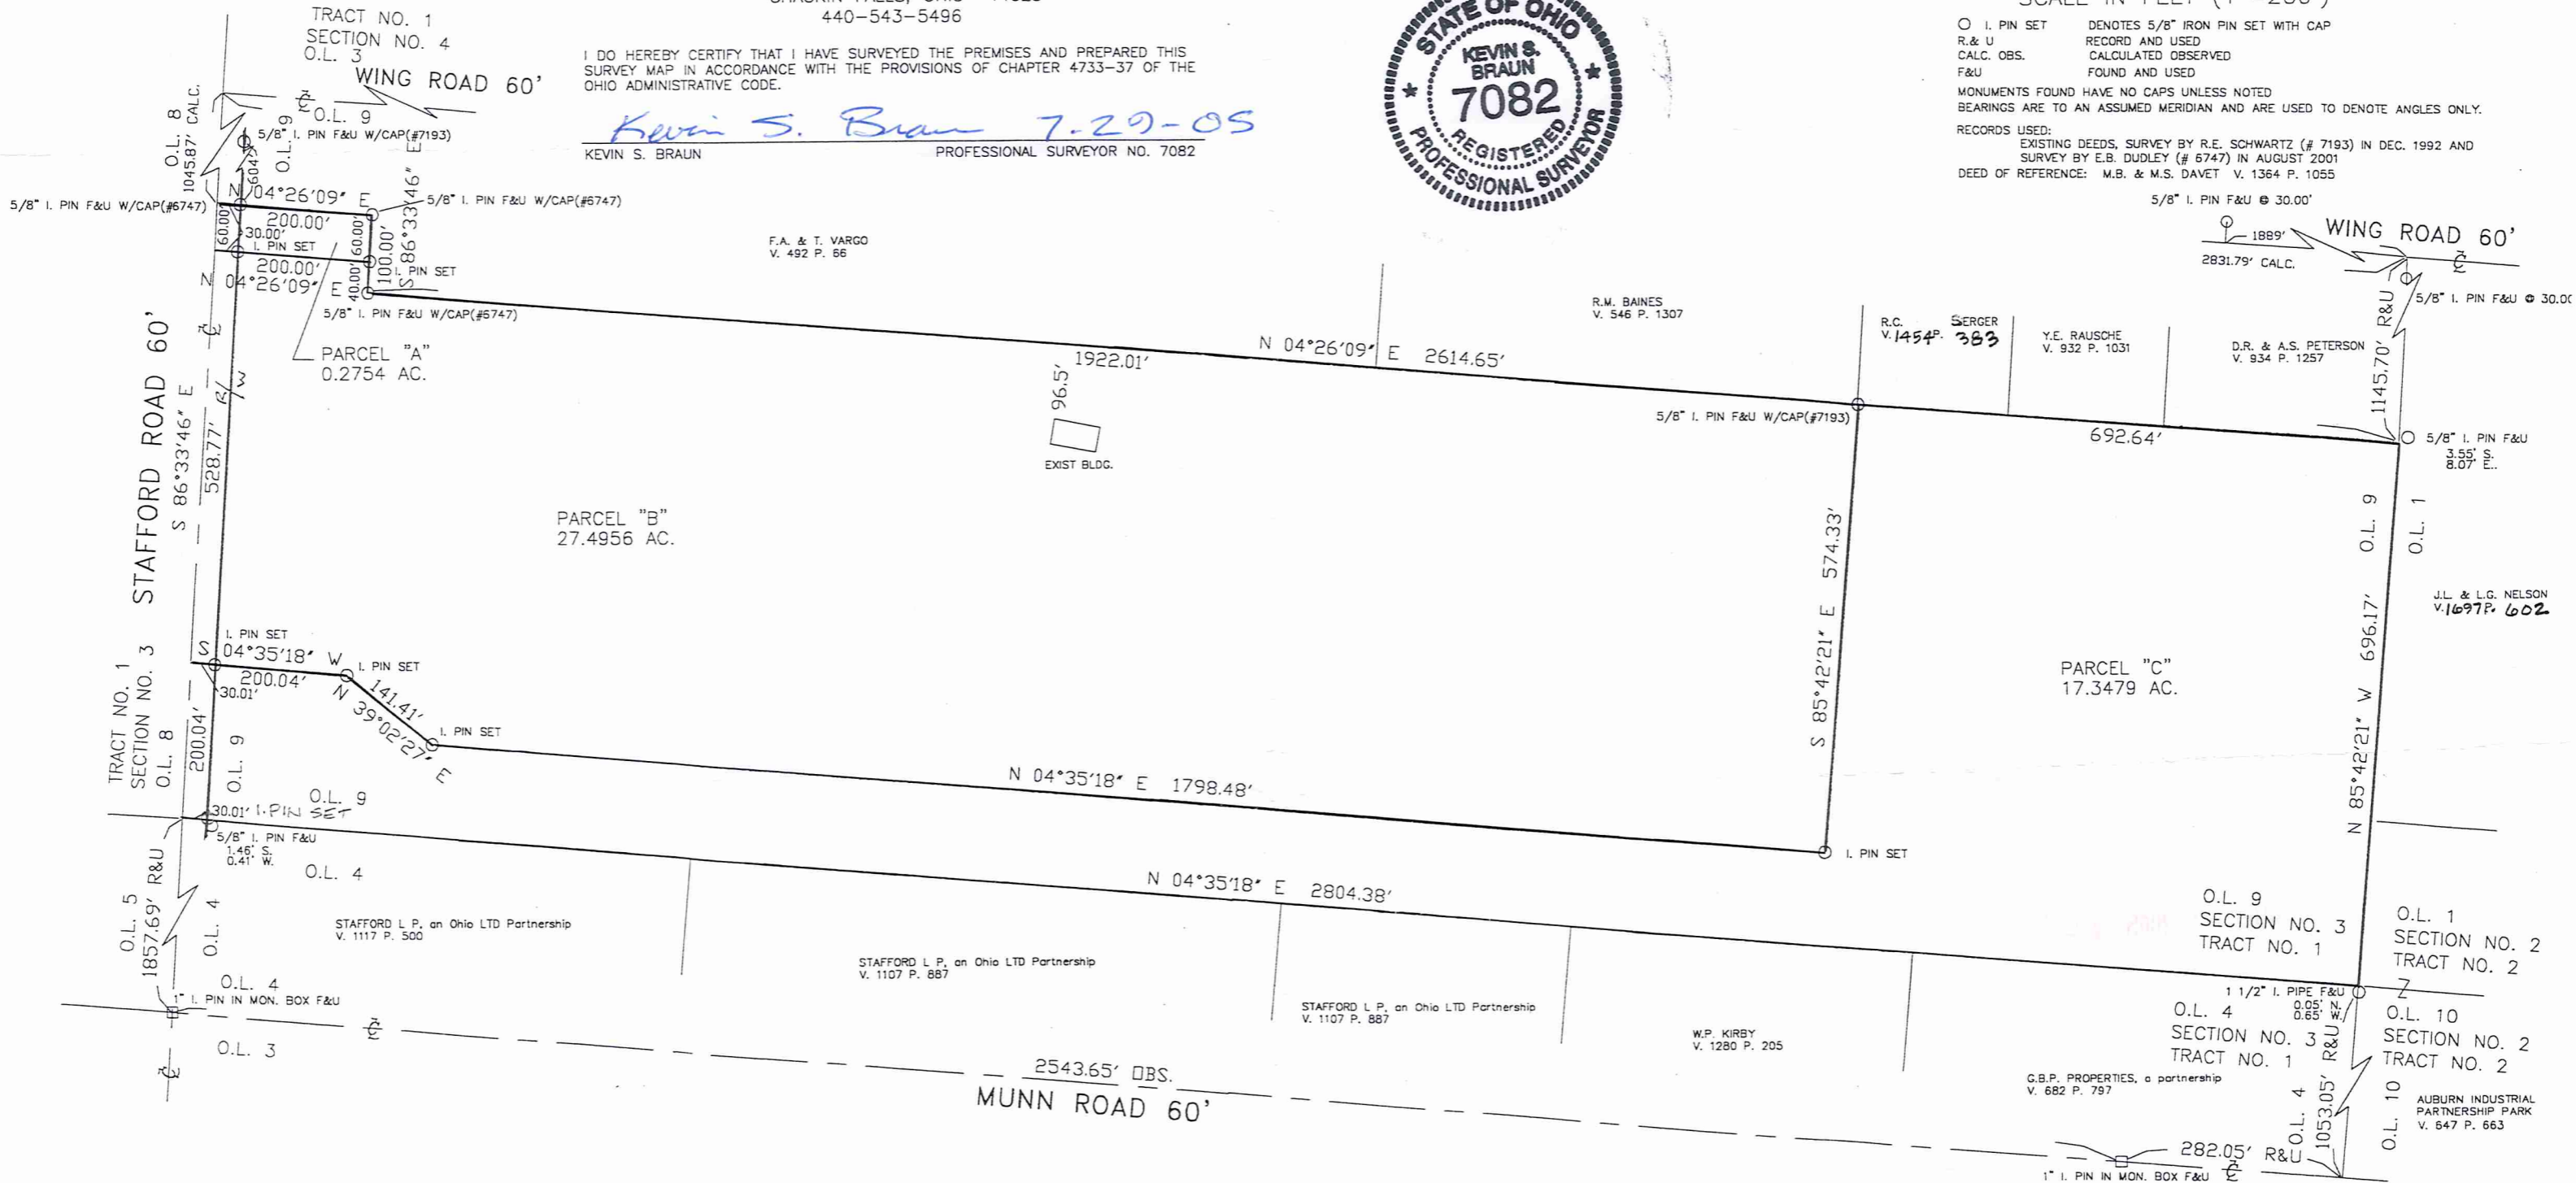 440-543-5496
I DO HEREBY CERTIFY THAT I HAVE SURVEYED THE PREMISES AND PREPARED THIS
SURVEY MAP IN ACCORDANCE WITH THE PROVISIONS OF CHAPTER 4733-37 OF THE
OHIO ADMINISTRATIVE CODE.
Kevin S. Braun 7-29-05
KEVIN S. BRAUN PROFESSIONAL SURVEYOR NO. 7082
STATE OF OHIO
KEVIN S.
BRAUN
7082
REGISTERED
PROFESSIONAL SURVEYOR
O I. PIN SET DENOTES 5/8" IRON PIN SET WITH CAP
R.& U RECORD AND USED
CALC. OBS. CALCULATED OBSERVED
F&U FOUND AND USED
MONUMENTS FOUND HAVE NO CAPS UNLESS NOTED
BEARINGS ARE TO AN ASSUMED MERIDIAN AND ARE USED TO DENOTE ANGLES ONLY.
RECORDS USED:
EXISTING DEEDS, SURVEY BY R.E. SCHWARTZ (# 7193) IN DEC. 1992 AND
SURVEY BY E.B. DUDLEY (# 6747) IN AUGUST 2001
DEED OF REFERENCE: M.B. & M.S. DAVET V. 1364 P. 1055
TRACT NO. 1
SECTION NO. 4
O.L. 3
WING ROAD 60'
O.L. 9
O.L. 8
1045.87' CALC.
O.L. 9
5/8" I. PIN F&U W/CAP(#7193)
5/8" I. PIN F&U W/CAP(#6747)
N 04°26'09" E
200.00'
5/8" I. PIN F&U W/CAP(#6747)
S 86°33'46" E
60.00'
30.00'
I. PIN SET
60.00'
100.00'
200.00'
N 04°26'09" E
40.00'
I. PIN SET
5/8" I. PIN F&U W/CAP(#6747)
PARCEL "A"
0.2754 AC.
F.A. & T. VARGO
V. 492 P. 66
R.M. BAINES
V. 546 P. 1307
R.C. SERGER
V. 1454 P. 383
Y.E. RAUSCHE
V. 932 P. 1031
D.R. & A.S. PETERSON
V. 934 P. 1257
5/8" I. PIN F&U @ 30.00'
1889'
WING ROAD 60'
2831.79' CALC.
1145.70' R&U
5/8" I. PIN F&U
3.55' S.
8.07' E..
1922.01'
N 04°26'09" E 2614.65'
5/8" I. PIN F&U W/CAP(#7193)
692.64'
96.5'
EXIST BLDG.
STAFFORD ROAD 60'
S 86°33'46" E
528.77'
R/W
PARCEL "B"
27.4956 AC.
S 85°42'21" E 574.33'
PARCEL "C"
17.3479 AC.
O.L. 9
O.L. 1
N 85°42'21" W 696.17'
J.L. & L.G. NELSON
V. 1697 P. 602
I. PIN SET
S 04°35'18" W
200.04'
30.01'
I. PIN SET
141.41'
N 39°02'27" E
I. PIN SET
TRACT NO. 1
SECTION NO. 3
O.L. 8
200.04'
O.L. 9
N 04°35'18" E 1798.48'
I. PIN SET
O.L. 9
30.01' I. PIN SET
5/8" I. PIN F&U
1.46' S.
0.41' W.
O.L. 4
N 04°35'18" E 2804.38'
O.L. 5
1857.69' R&U
O.L. 4
STAFFORD L P, an Ohio LTD Partnership
V. 1117 P. 500
STAFFORD L P, an Ohio LTD Partnership
V. 1107 P. 887
STAFFORD L P, an Ohio LTD Partnership
V. 1107 P. 887
W.P. KIRBY
V. 1280 P. 205
G.B.P. PROPERTIES, a partnership
V. 682 P. 797
O.L. 9
SECTION NO. 3
TRACT NO. 1
O.L. 1
SECTION NO. 2
TRACT NO. 2
1 1/2" I. PIPE F&U
0.05' N.
0.65' W.
O.L. 4
SECTION NO. 3
TRACT NO. 1
O.L. 10
SECTION NO. 2
TRACT NO. 2
O.L. 4
1" I. PIN IN MON. BOX F&U
O.L. 3
2543.65' OBS.
MUNN ROAD 60'
O.L. 4
1053.05' R&U
O.L. 10
AUBURN INDUSTRIAL
PARTNERSHIP PARK
V. 647 P. 663
282.05' R&U
1" I. PIN IN MON. BOX F&U